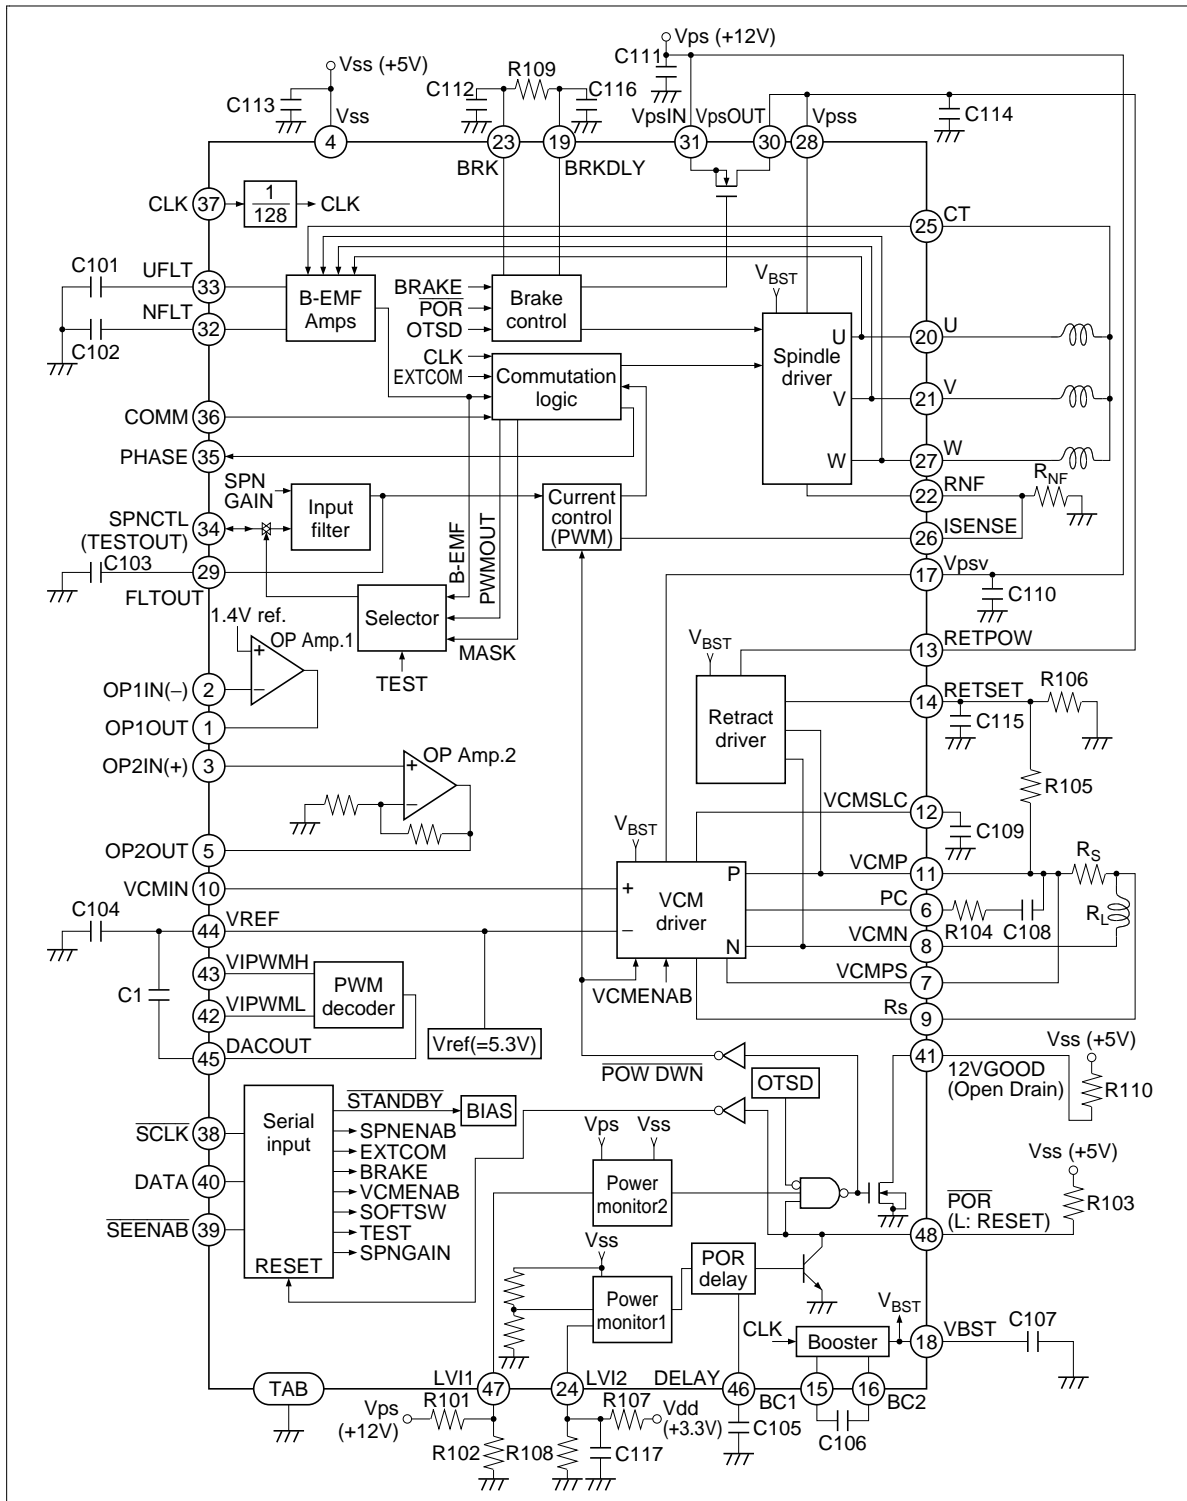 Vps (+12V)
C111
Vss (+5V)
C112
R109
C116
C113
C114
Vss
VpsIN
VpsOUT
Vpss
4
23
19
31
30
28
BRK
BRKDLY
CLK
37
1
128
CLK
25
CT
C101
UFLT
33
B-EMF
Amps
BRAKE
POR
OTSD
Brake
control
VBST
NFLT
32
C102
U
20
U
CLK
EXTCOM
Commutation
logic
Spindle
driver
V
21
V
COMM
36
PHASE
35
W
27
W
SPN
GAIN
Input
filter
Current
control
(PWM)
22
RNF
RNF
SPNCTL
(TESTOUT)
34
26
ISENSE
C103
29
FLTOUT
B-EMF
PWMOUT
17
Vpsv
C110
Selector
MASK
TEST
1.4V ref.
OP Amp.1
+
−
VBST
13
RETPOW
OP1IN(−)
2
14
RETSET
R106
C115
OP1OUT
1
Retract
driver
OP2IN(+)
3
OP Amp.2
+
−
R105
VCMSLC
12
C109
OP2OUT
5
VBST
VCMIN
10
+
P
VCMP
11
RS
C104
VCM
driver
PC
6
R104
C108
RL
VREF
44
−
N
VCMN
8
VIPWMH
43
PWM
decoder
VCMENAB
VCMPS
7
C1
VIPWML
42
Rs
9
DACOUT
45
Vref(=5.3V)
POW DWN
41
12VGOOD
(Open Drain)
Vss (+5V)
R110
OTSD
STANDBY
BIAS
SCLK
38
Serial
input
SPNENAB
EXTCOM
BRAKE
VCMENAB
SOFTSW
TEST
SPNGAIN
RESET
DATA
40
SEENAB
39
Vps
Vss
Power
monitor2
Vss (+5V)
R103
POR
(L: RESET)
48
Vss
Power
monitor1
POR
delay
VBST
CLK
Booster
18
VBST
C107
TAB
LVI1
47
24
LVI2
DELAY
46
BC1
15
16
BC2
Vps
(+12V)
R101
R102
R108
R107
Vdd
(+3.3V)
C117
C105
C106